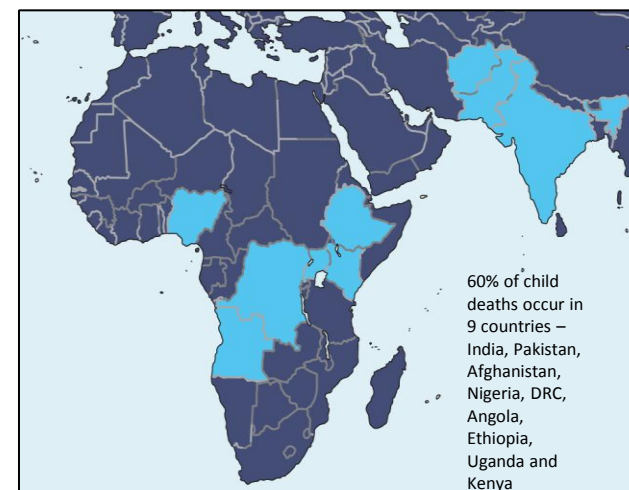 60% of child
deaths occur in
9 countries –
India, Pakistan,
Afghanistan,
Nigeria, DRC,
Angola,
Ethiopia,
Uganda and
Kenya